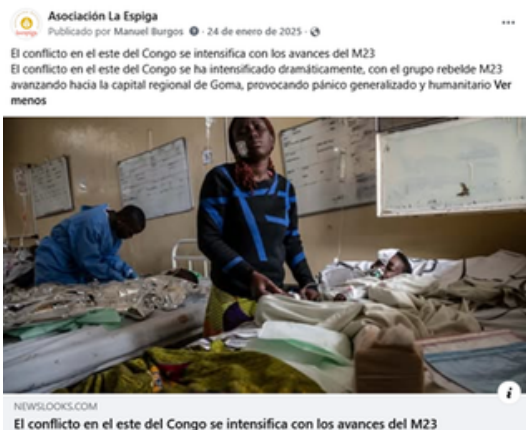 Asociación La Espiga
Publicado por Manuel Burgos · 24 de enero de 2025 ·
El conflicto en el este del Congo se intensifica con los avances del M23
El conflicto en el este del Congo se ha intensificado dramáticamente, con el grupo rebelde M23
avanzando hacia la capital regional de Goma, provocando pánico generalizado y humanitario Ver
menos
NEWSLOOKS.COM
El conflicto en el este del Congo se intensifica con los avances del M23